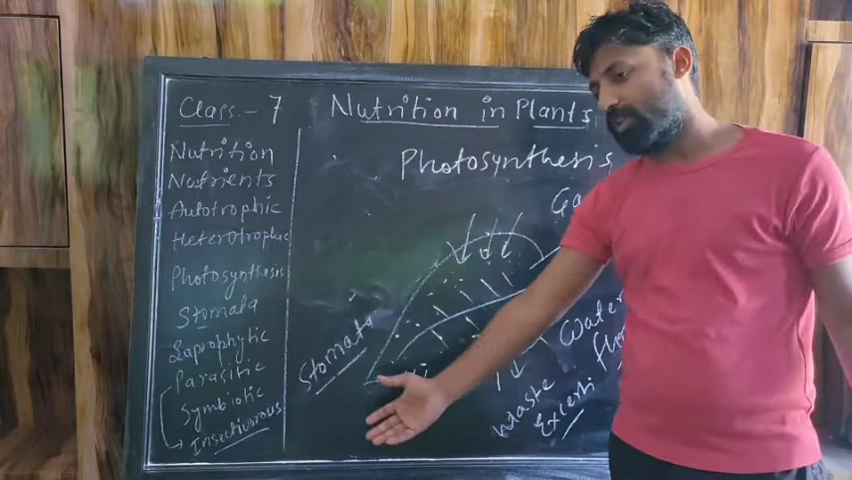 Class - 7
Nutrition in Plants
Nutrition
Nutrients
Autotrophic
Heterotrophic
Photosynthesis
Stomata
Saprophytic
Parasitic
Symbiotic
Insectivorous
Photosynthesis
Ga
Stomata
Water
Waste